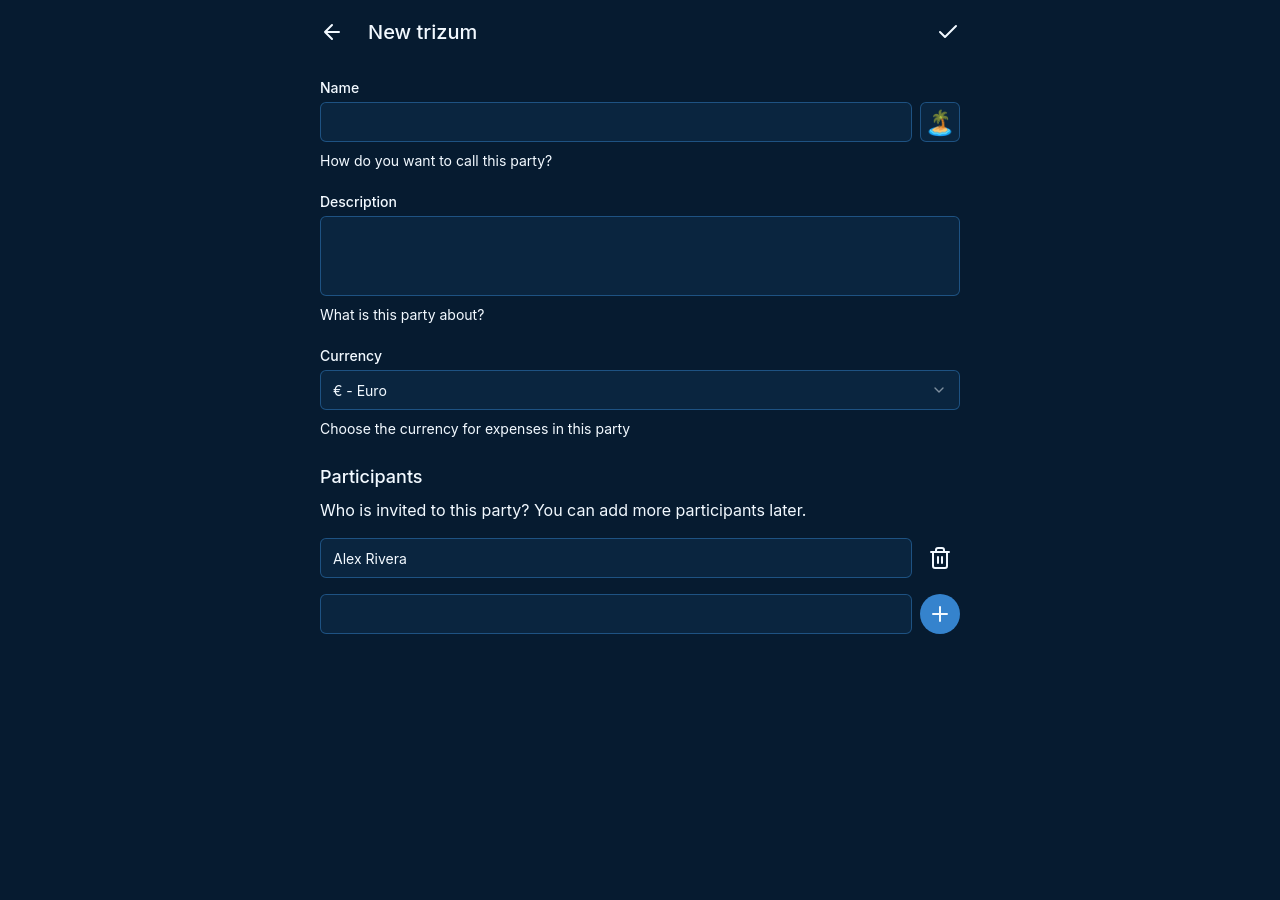 New trizum
Name
How do you want to call this party?
Description
What is this party about?
Currency
€ - Euro
Choose the currency for expenses in this party
Participants
Who is invited to this party? You can add more participants later.
Alex Rivera